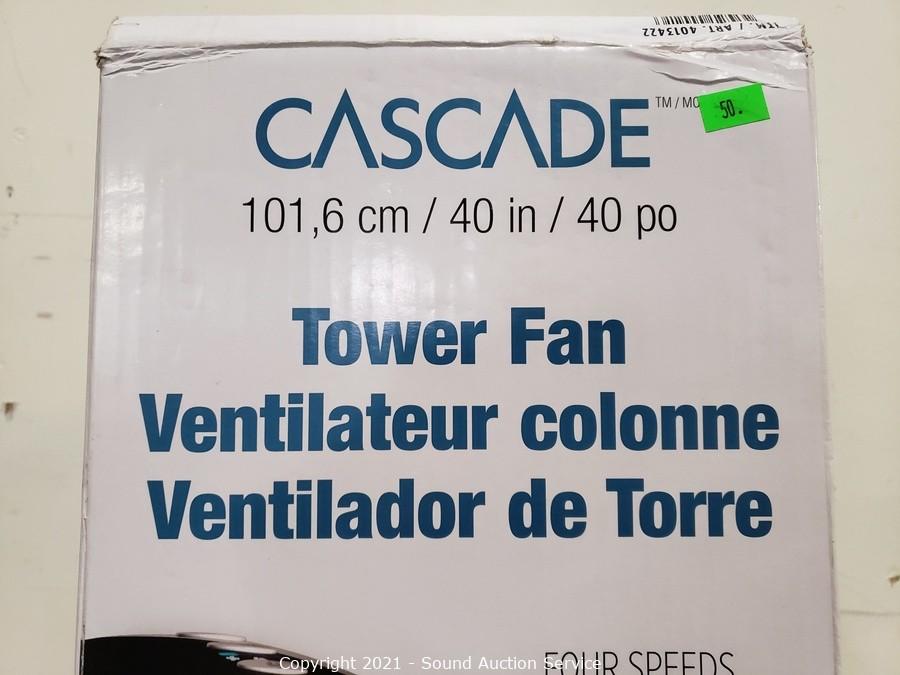 ITM. / ART. 4013422
CASCADE TM / MC
50.
101,6 cm / 40 in / 40 po
Tower Fan
Ventilateur colonne
Ventilador de Torre
FOUR SPEEDS
Copyright 2021 - Sound Auction Service